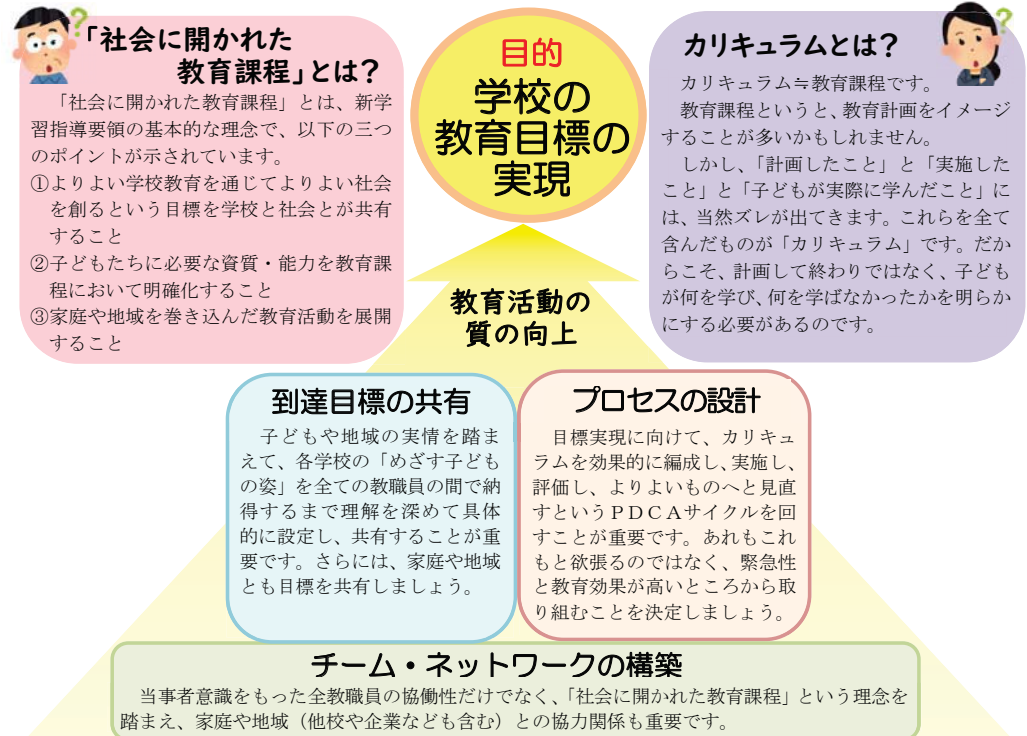 ?
「社会に開かれた
教育課程」とは?
「社会に開かれた教育課程」とは、新学
習指導要領の基本的な理念で、以下の三つ
のポイントが示されています。
①よりよい学校教育を通じてよりよい社会
を創るという目標を学校と社会とが共有
すること
②子どもたちに必要な資質・能力を教育課
程において明確化すること
③家庭や地域を巻き込んだ教育活動を展開
すること
目的
学校の
教育目標の
実現
?
カリキュラムとは?
カリキュラム≒教育課程です。
教育課程というと、教育計画をイメージ
することが多いかもしれません。
しかし、「計画したこと」と「実施した
こと」と「子どもが実際に学んだこと」に
は、当然ズレが出てきます。これらを全て
含んだものが「カリキュラム」です。だか
らこそ、計画して終わりではなく、子ども
が何を学び、何を学ばなかったかを明らか
にする必要があるのです。
教育活動の
質の向上
到達目標の共有
子どもや地域の実情を踏ま
えて、各学校の「めざす子ども
の姿」を全ての教職員の間で納
得するまで理解を深めて具体
的に設定し、共有することが重
要です。さらには、家庭や地域
とも目標を共有しましょう。
プロセスの設計
目標実現に向けて、カリキュ
ラムを効果的に編成し、実施し、
評価し、よりよいものへと見直
すというPDCAサイクルを回
すことが重要です。あれもこれ
もと欲張るのではなく、緊急性
と教育効果が高いところから取
り組むことを決定しましょう。
チーム・ネットワークの構築
当事者意識をもった全教職員の協働性だけでなく、「社会に開かれた教育課程」という理念を
踏まえ、家庭や地域(他校や企業なども含む)との協力関係も重要です。